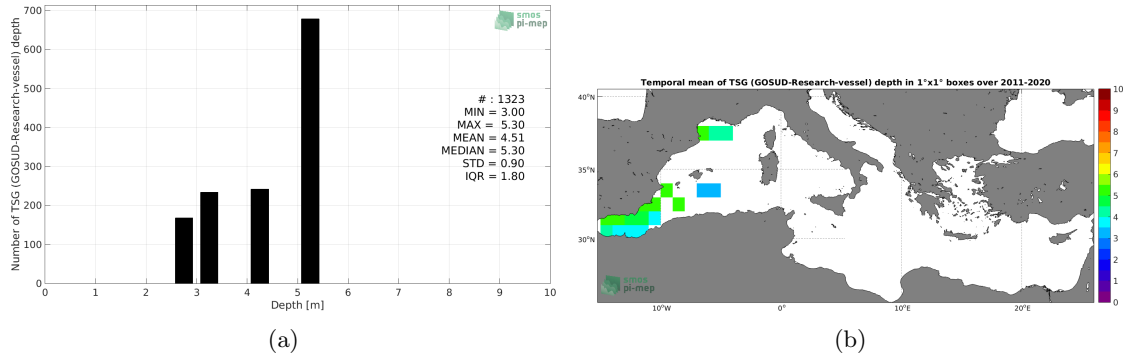 700
600
500
400
300
200
100
0
Number of TSG (GOSUD-Research-vessel) depth
smos
pi-mep
# : 1323
MIN = 3.00
MAX = 5.30
MEAN = 4.51
MEDIAN = 5.30
STD = 0.90
IQR = 1.80
0 1 2 3 4 5 6 7 8 9 10
Depth [m]
(a)
Temporal mean of TSG (GOSUD-Research-vessel) depth in 1°x1° boxes over 2011-2020
40°N
35°N
30°N
10°W 0° 10°E 20°E
smos
pi-mep
10
9
8
7
6
5
4
3
2
1
0
(b)